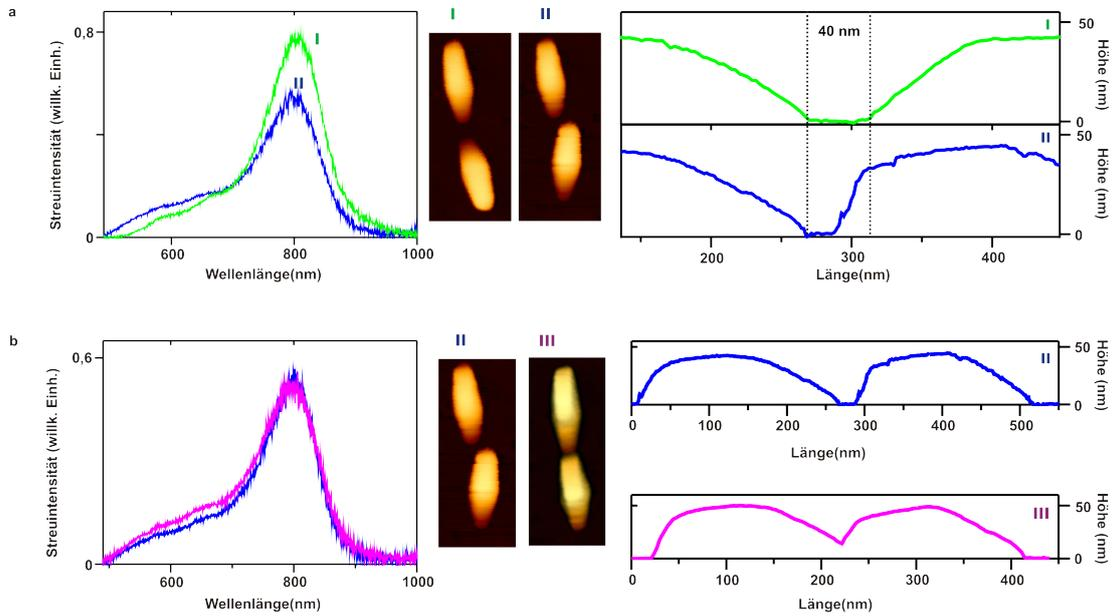 a
I
II
0,8
0
600
800
1000
Streuintensität (willk. Einh.)
Wellenlänge(nm)
I
II
40 nm
I
50
0
Höhe (nm)
II
50
0
Höhe (nm)
200
300
400
Länge(nm)
b
0,6
0
600
800
1000
Streuintensität (willk. Einh.)
Wellenlänge(nm)
II
III
II
50
0
Höhe (nm)
0
100
200
300
400
500
Länge(nm)
III
50
0
Höhe (nm)
0
100
200
300
400
Länge(nm)